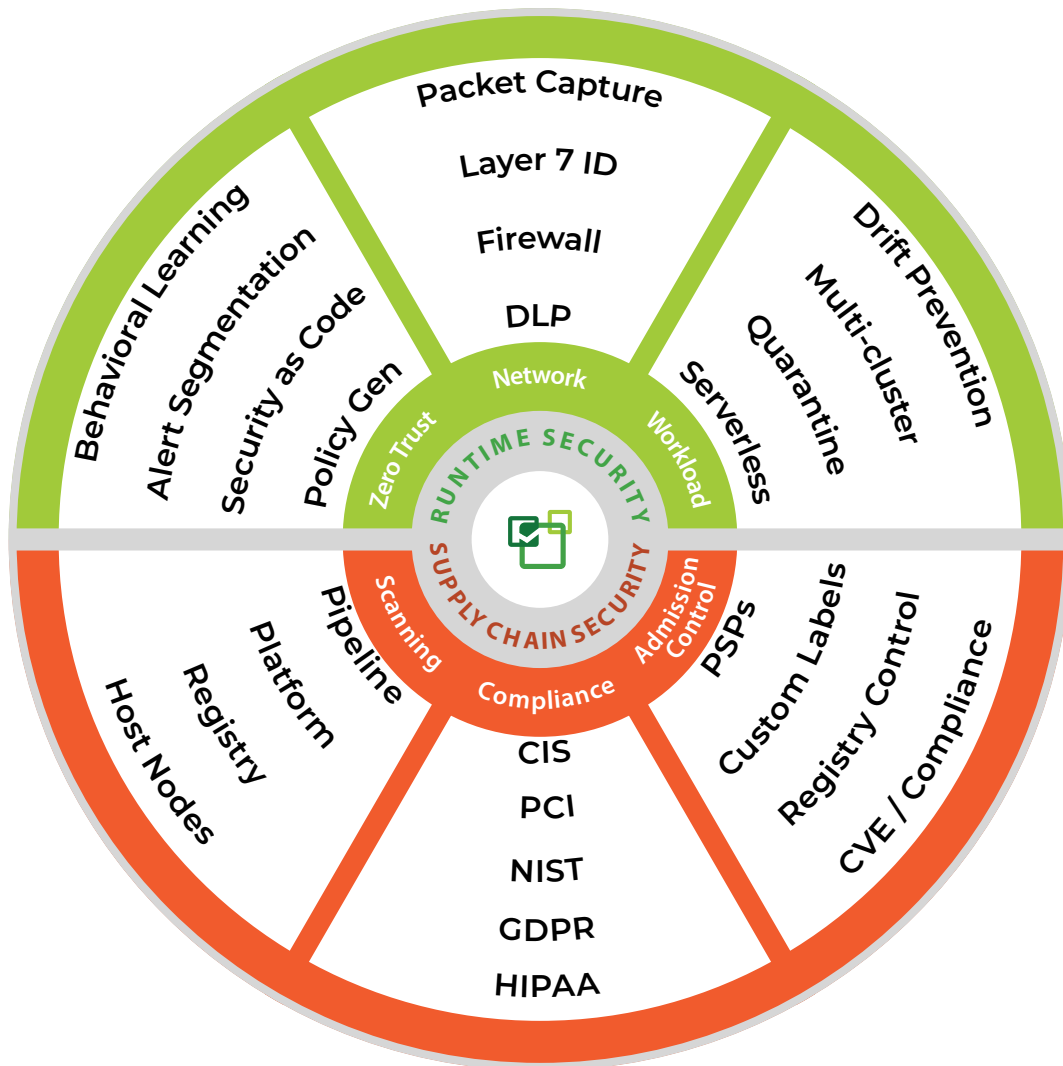 Packet Capture
Layer 7 ID
Firewall
DLP
Network
Behavioral Learning
Alert Segmentation
Security as Code
Policy Gen
Zero Trust
Drift Prevention
Multi-cluster
Quarantine
Serverless
Workload
RUNTIME SECURITY
SUPPLY CHAIN SECURITY
Scanning
Pipeline
Platform
Registry
Host Nodes
Compliance
CIS
PCI
NIST
GDPR
HIPAA
Admission
Control
PSPs
Custom Labels
Registry Control
CVE / Compliance